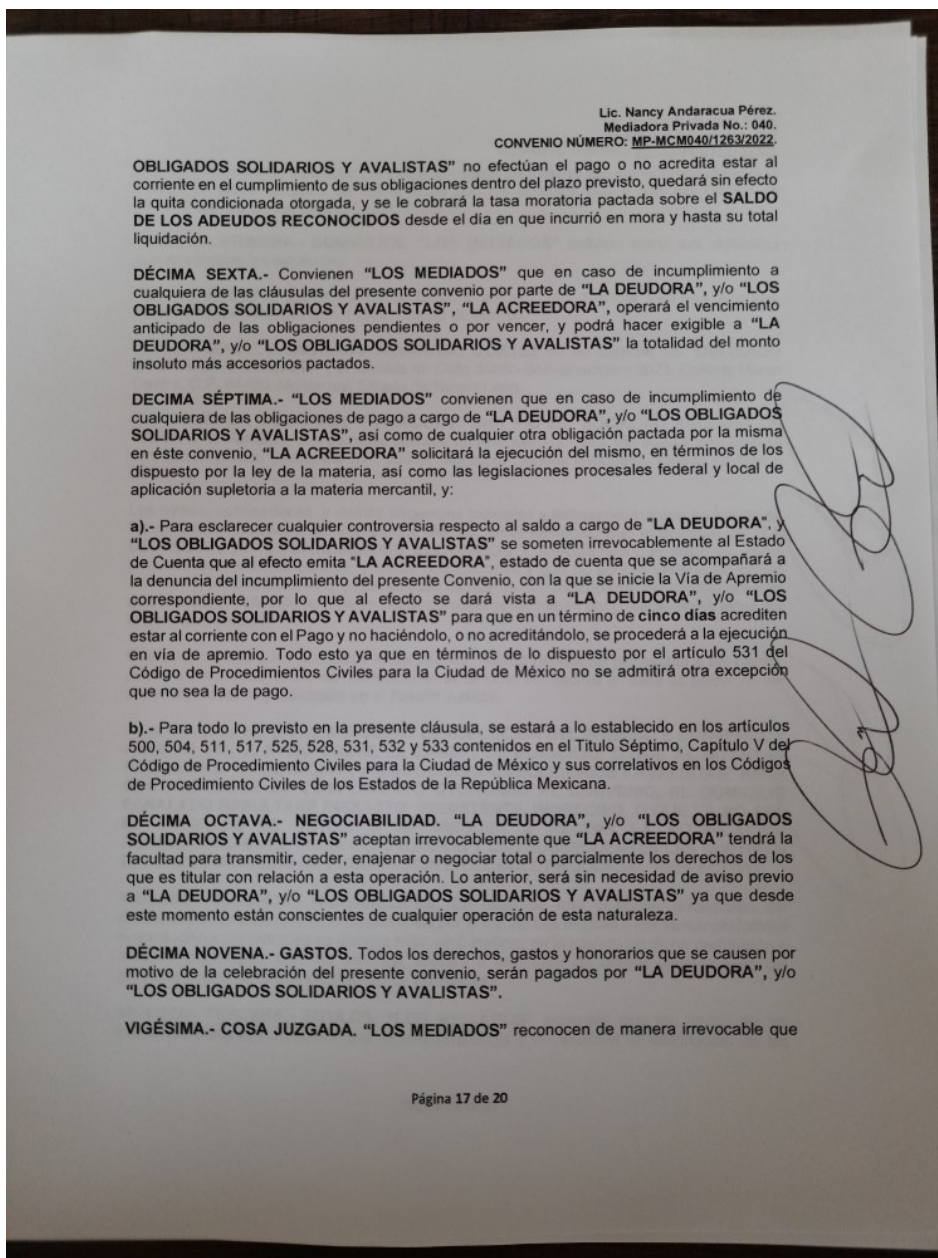 Lic. Nancy Andaracua Pérez.
Mediadora Privada No.: 040.
CONVENIO NÚMERO: MP-MCM040/1263/2022.
OBLIGADOS SOLIDARIOS Y AVALISTAS” no efectúan el pago o no acredita estar al
corriente en el cumplimiento de sus obligaciones dentro del plazo previsto, quedará sin efecto
la quita condicionada otorgada, y se le cobrará la tasa moratoria pactada sobre el SALDO
DE LOS ADEUDOS RECONOCIDOS desde el día en que incurrió en mora y hasta su total
liquidación.
DÉCIMA SEXTA.- Convienen “LOS MEDIADOS” que en caso de incumplimiento a
cualquiera de las cláusulas del presente convenio por parte de “LA DEUDORA”, y/o “LOS
OBLIGADOS SOLIDARIOS Y AVALISTAS”, “LA ACREEDORA”, operará el vencimiento
anticipado de las obligaciones pendientes o por vencer, y podrá hacer exigible a “LA
DEUDORA”, y/o “LOS OBLIGADOS SOLIDARIOS Y AVALISTAS” la totalidad del monto
insoluto más accesorios pactados.
DECIMA SÉPTIMA.- “LOS MEDIADOS” convienen que en caso de incumplimiento de
cualquiera de las obligaciones de pago a cargo de “LA DEUDORA”, y/o “LOS OBLIGADOS
SOLIDARIOS Y AVALISTAS”, así como de cualquier otra obligación pactada por la misma
en éste convenio, “LA ACREEDORA” solicitará la ejecución del mismo, en términos de los
dispuesto por la ley de la materia, así como las legislaciones procesales federal y local de
aplicación supletoria a la materia mercantil, y:
a).- Para esclarecer cualquier controversia respecto al saldo a cargo de "LA DEUDORA", y
“LOS OBLIGADOS SOLIDARIOS Y AVALISTAS” se someten irrevocablemente al Estado
de Cuenta que al efecto emita "LA ACREEDORA", estado de cuenta que se acompañará a
la denuncia del incumplimiento del presente Convenio, con la que se inicie la Vía de Apremio
correspondiente, por lo que al efecto se dará vista a “LA DEUDORA”, y/o “LOS
OBLIGADOS SOLIDARIOS Y AVALISTAS” para que en un término de cinco días acrediten
estar al corriente con el Pago y no haciéndolo, o no acreditándolo, se procederá a la ejecución
en vía de apremio. Todo esto ya que en términos de lo dispuesto por el artículo 531 del
Código de Procedimientos Civiles para la Ciudad de México no se admitirá otra excepción
que no sea la de pago.
b).- Para todo lo previsto en la presente cláusula, se estará a lo establecido en los artículos
500, 504, 511, 517, 525, 528, 531, 532 y 533 contenidos en el Titulo Séptimo, Capítulo V del
Código de Procedimiento Civiles para la Ciudad de México y sus correlativos en los Códigos
de Procedimiento Civiles de los Estados de la República Mexicana.
DÉCIMA OCTAVA.- NEGOCIABILIDAD. “LA DEUDORA”, y/o “LOS OBLIGADOS
SOLIDARIOS Y AVALISTAS” aceptan irrevocablemente que “LA ACREEDORA” tendrá la
facultad para transmitir, ceder, enajenar o negociar total o parcialmente los derechos de los
que es titular con relación a esta operación. Lo anterior, será sin necesidad de aviso previo
a “LA DEUDORA”, y/o “LOS OBLIGADOS SOLIDARIOS Y AVALISTAS” ya que desde
este momento están conscientes de cualquier operación de esta naturaleza.
DÉCIMA NOVENA.- GASTOS. Todos los derechos, gastos y honorarios que se causen por
motivo de la celebración del presente convenio, serán pagados por “LA DEUDORA”, y/o
“LOS OBLIGADOS SOLIDARIOS Y AVALISTAS”.
VIGÉSIMA.- COSA JUZGADA. “LOS MEDIADOS” reconocen de manera irrevocable que
Página 17 de 20